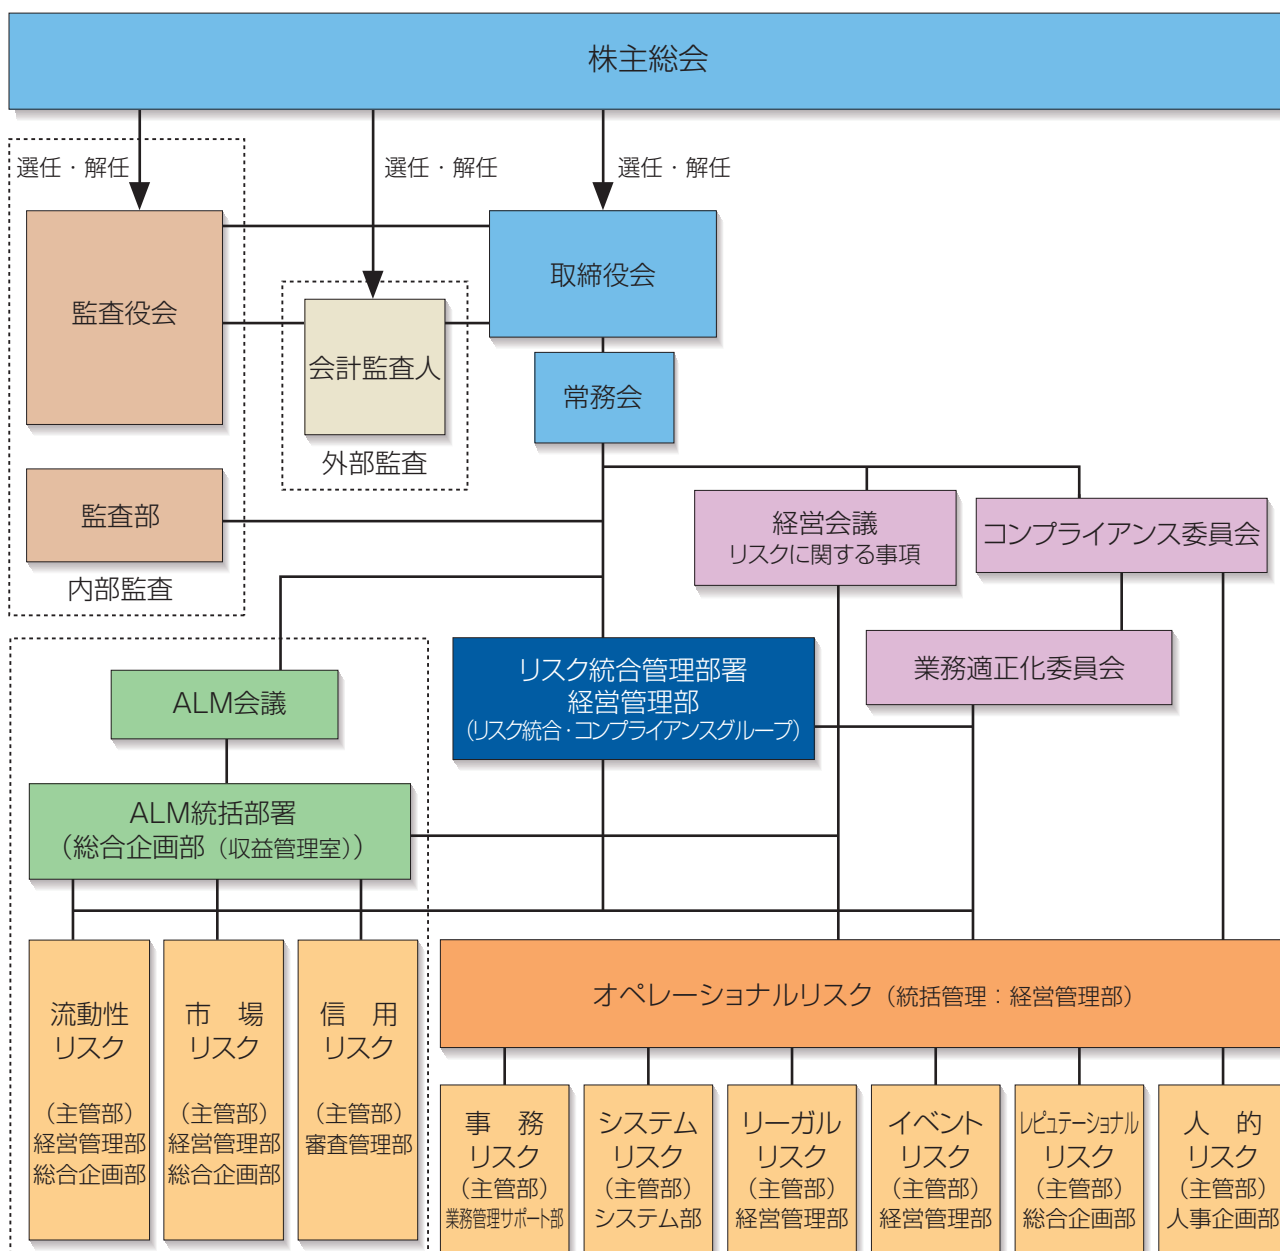 株主総会
選任・解任
選任・解任
選任・解任
監査役会
取締役会
会計監査人
外部監査
常務会
監査部
内部監査
経営会議
リスクに関する事項
コンプライアンス委員会
業務適正化委員会
リスク統合管理部署
経営管理部
（リスク統合・コンプライアンスグループ）
ALM会議
ALM統括部署
（総合企画部（収益管理室））
流動性
リスク
（主管部）
経営管理部
総合企画部
市　場
リスク
（主管部）
経営管理部
総合企画部
信　用
リスク
（主管部）
審査管理部
オペレーショナルリスク（統括管理：経営管理部）
事　務
リスク
（主管部）
業務管理サポート部
システム
リスク
（主管部）
システム部
リーガル
リスク
（主管部）
経営管理部
イベント
リスク
（主管部）
経営管理部
レピュテーショナル
リスク
（主管部）
総合企画部
人　的
リスク
（主管部）
人事企画部